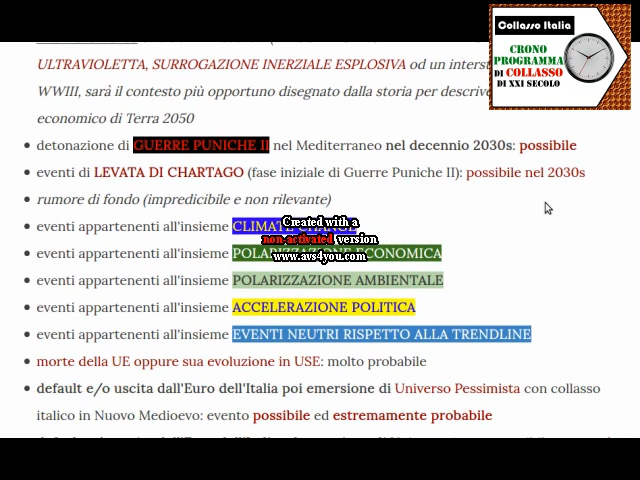 Collasso Italia
CRONO
PROGRAMMA
DI COLLASSO
DI XXI SECOLO
ULTRAVIOLETTA, SURROGAZIONE INERZIALE ESPLOSIVA od un interst
WWIII, sarà il contesto più opportuno disegnato dalla storia per descriv
economico di Terra 2050
detonazione di GUERRE PUNICHE II nel Mediterraneo nel decennio 2030s: possibile
eventi di LEVATA DI CHARTAGO (fase iniziale di Guerre Puniche II): possibile nel 2030s
rumore di fondo (impredicibile e non rilevante)
eventi appartenenti all'insieme CLIMATE CHANGE
Created with a
non-activated version
www.avs4you.com
eventi appartenenti all'insieme POLARIZZAZIONE ECONOMICA
eventi appartenenti all'insieme POLARIZZAZIONE AMBIENTALE
eventi appartenenti all'insieme ACCELERAZIONE POLITICA
eventi appartenenti all'insieme EVENTI NEUTRI RISPETTO ALLA TRENDLINE
morte della UE oppure sua evoluzione in USE: molto probabile
default e/o uscita dall'Euro dell'Italia poi emersione di Universo Pessimista con collasso
italico in Nuovo Medioevo: evento possibile ed estremamente probabile